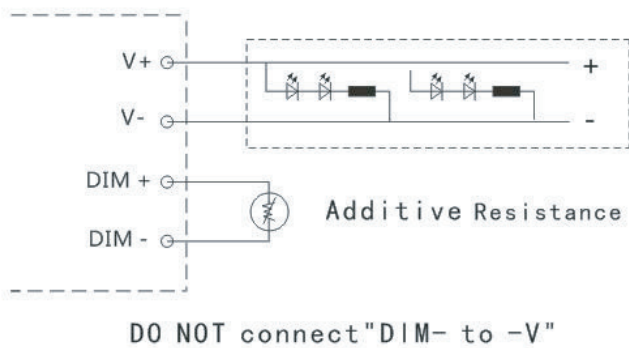 V+
+
V-
-
DIM +
Additive Resistance
DIM -
DO NOT connect"DIM- to -V"